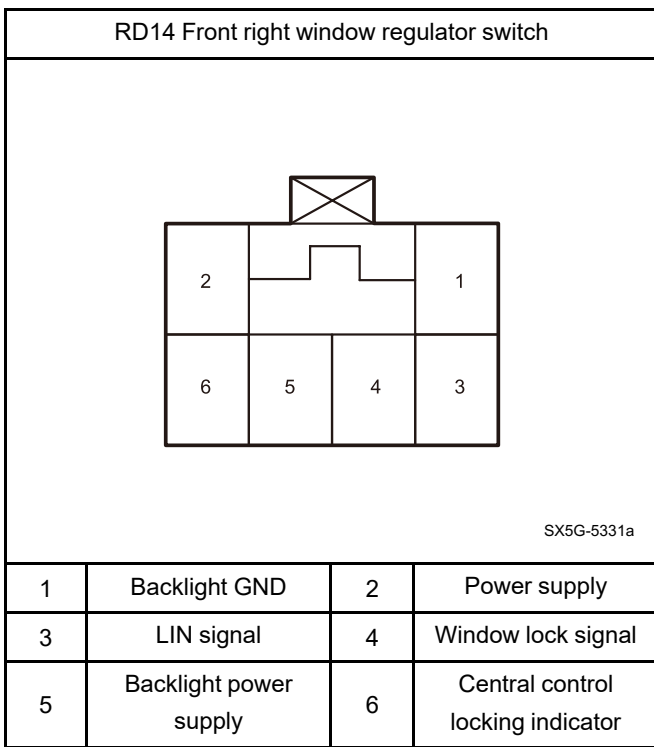 RD14 Front right window regulator switch
2
1
6 5 4 3
SX5G-5331a
1 Backlight GND 2 Power supply
3 LIN signal 4 Window lock signal
5 Backlight power supply 6 Central control locking indicator